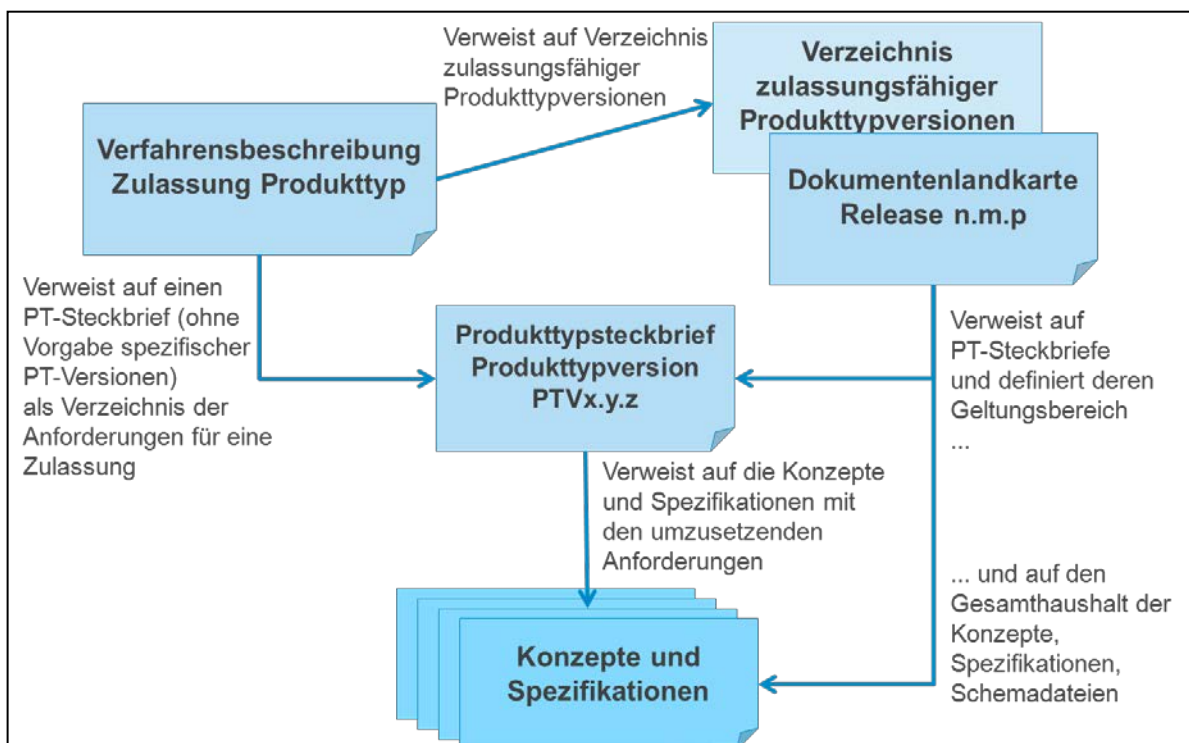 Verweist auf Verzeichnis
zulassungsfähiger
Produkttypversionen
Verzeichnis
zulassungsfähiger
Produkttypversionen
Verfahrensbeschreibung
Zulassung Produkttyp
Dokumentenlandkarte
Release n.m.p
Verweist auf einen
PT-Steckbrief (ohne
Vorgabe spezifischer
PT-Versionen)
als Verzeichnis der
Anforderungen für eine
Zulassung
Produkttypsteckbrief
Produkttypversion
PTVx.y.z
Verweist auf
PT-Steckbriefe
und definiert deren
Geltungsbereich
...
Verweist auf die Konzepte
und Spezifikationen mit
den umzusetzenden
Anforderungen
... und auf den
Gesamthaushalt der
Konzepte,
Spezifikationen,
Schemadateien
Konzepte und
Spezifikationen